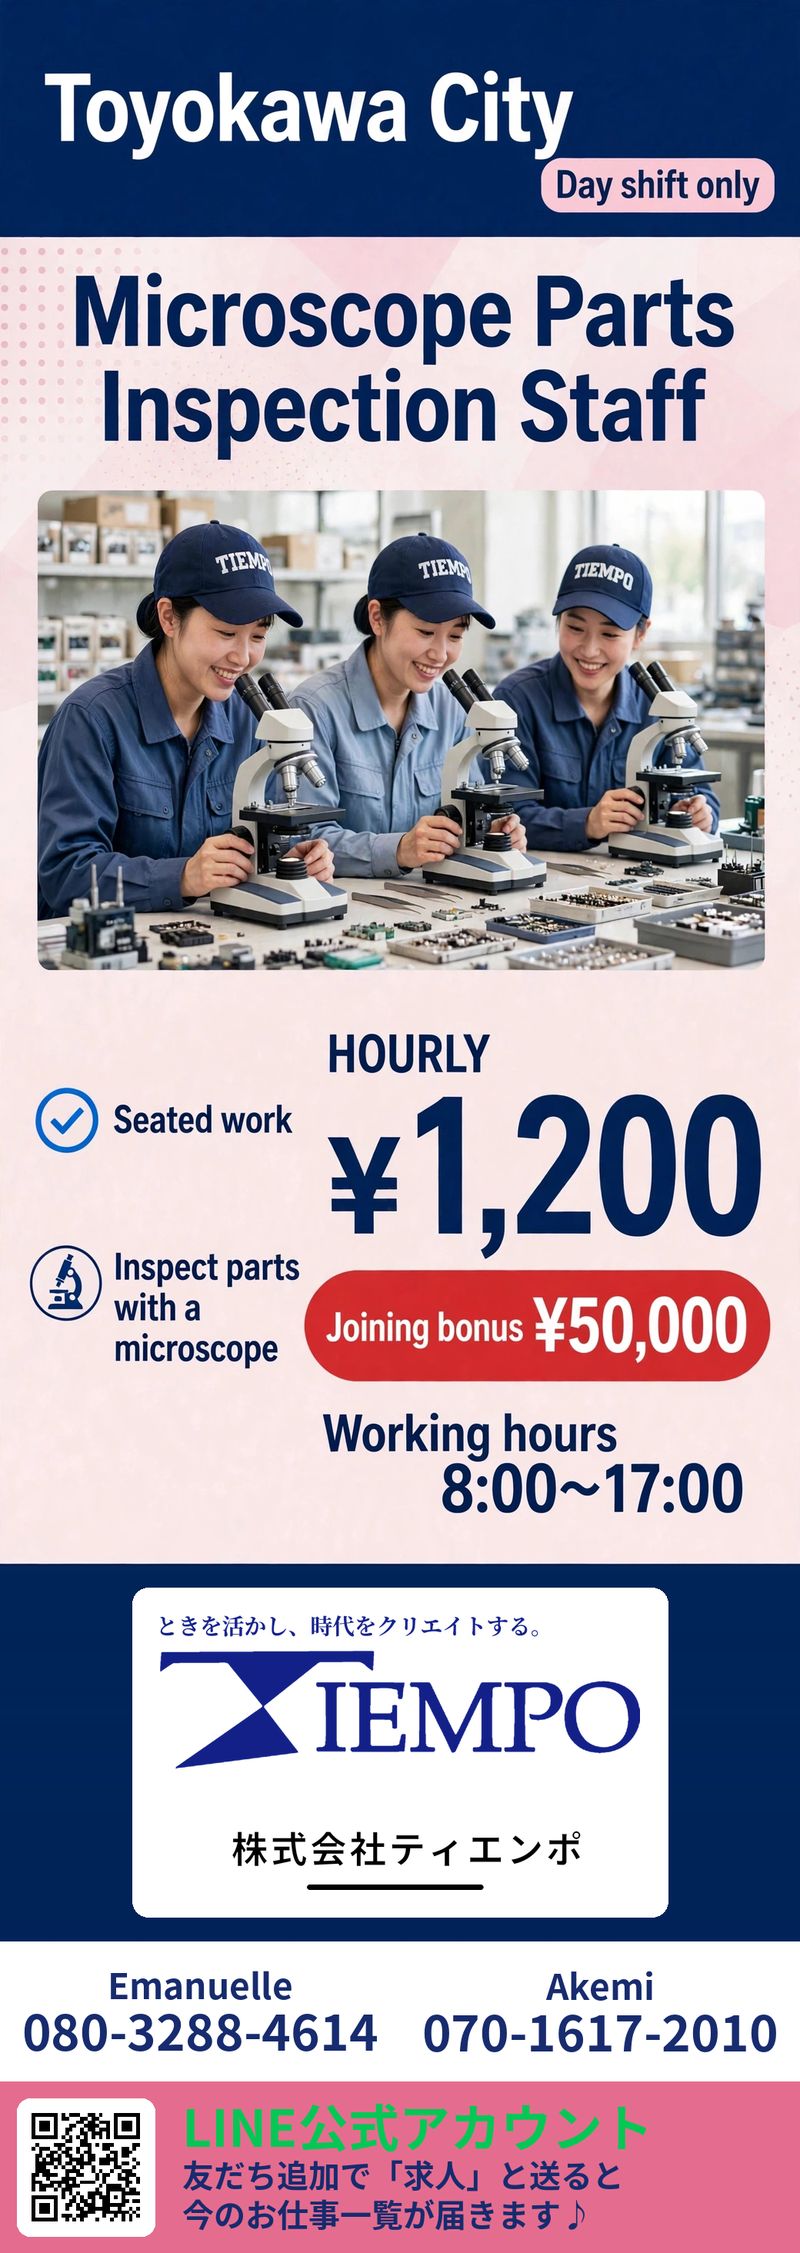 Toyokawa City
Day shift only
Microscope Parts
Inspection Staff
TIEMPO
TIEMPO
TIEMPO
HOURLY
¥1,200
Seated work
Inspect parts
with a
microscope
Joining bonus ¥50,000
Working hours
8:00~17:00
ときを活かし、時代をクリエイトする。
TIEMPO
株式会社ティエンポ
Emanuelle
080-3288-4614
Akemi
070-1617-2010
LINE公式アカウント
友だち追加で「求人」と送ると
今のお仕事一覧が届きます♪